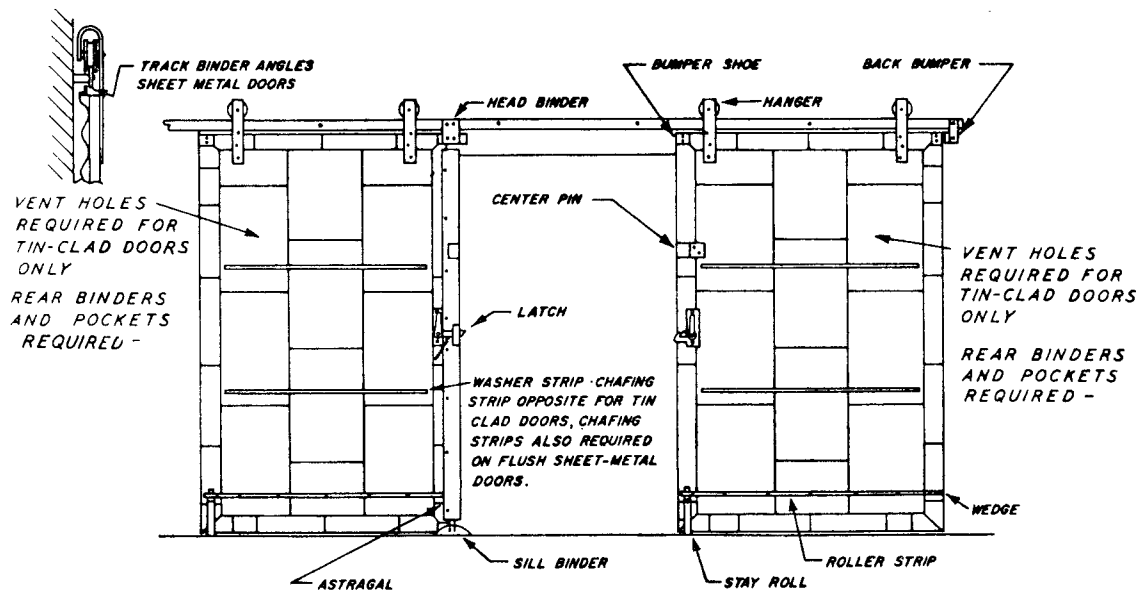 TRACK BINDER ANGLES
SHEET METAL DOORS
BUMPER SHOE
BACK BUMPER
HEAD BINDER
HANGER
VENT HOLES
REQUIRED FOR
TIN-CLAD DOORS
ONLY
REAR BINDERS
AND POCKETS
REQUIRED -
CENTER PIN
VENT HOLES
REQUIRED FOR
TIN-CLAD DOORS
ONLY
REAR BINDERS
AND POCKETS
REQUIRED -
LATCH
WASHER STRIP · CHAFING
STRIP OPPOSITE FOR TIN
CLAD DOORS, CHAFING
STRIPS ALSO REQUIRED
ON FLUSH SHEET-METAL
DOORS.
WEDGE
SILL BINDER
ROLLER STRIP
ASTRAGAL
STAY ROLL